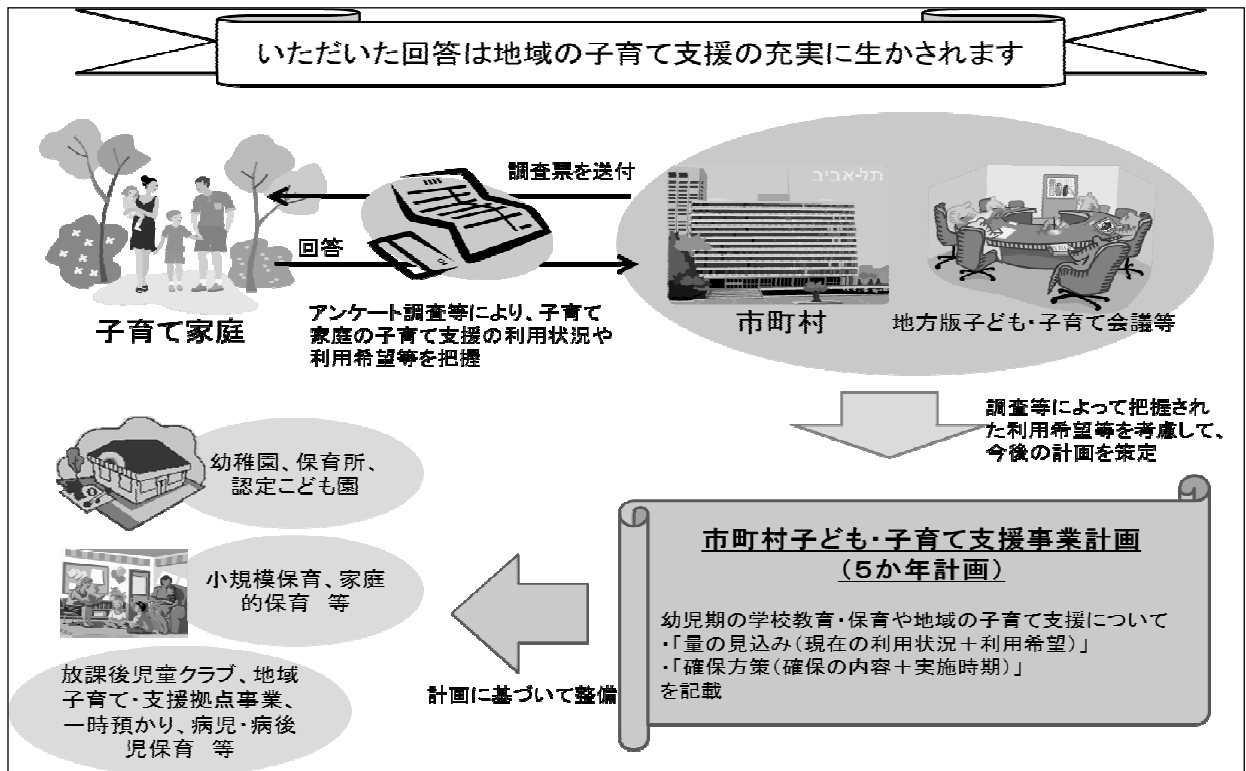 いただいた回答は地域の子育て支援の充実に生かされます
調査票を送付
回答
תל-אביב
子育て家庭
アンケート調査等により、子育て
家庭の子育て支援の利用状況や
利用希望等を把握
市町村
地方版子ども・子育て会議等
調査等によって把握され
た利用希望等を考慮して、
今後の計画を策定
幼稚園、保育所、
認定こども園
小規模保育、家庭
的保育　等
放課後児童クラブ、地域
子育て・支援拠点事業、
一時預かり、病児・病後
児保育　等
計画に基づいて整備
市町村子ども・子育て支援事業計画
（５か年計画）
幼児期の学校教育・保育や地域の子育て支援について
・「量の見込み（現在の利用状況＋利用希望）」
・「確保方策（確保の内容＋実施時期）」
を記載